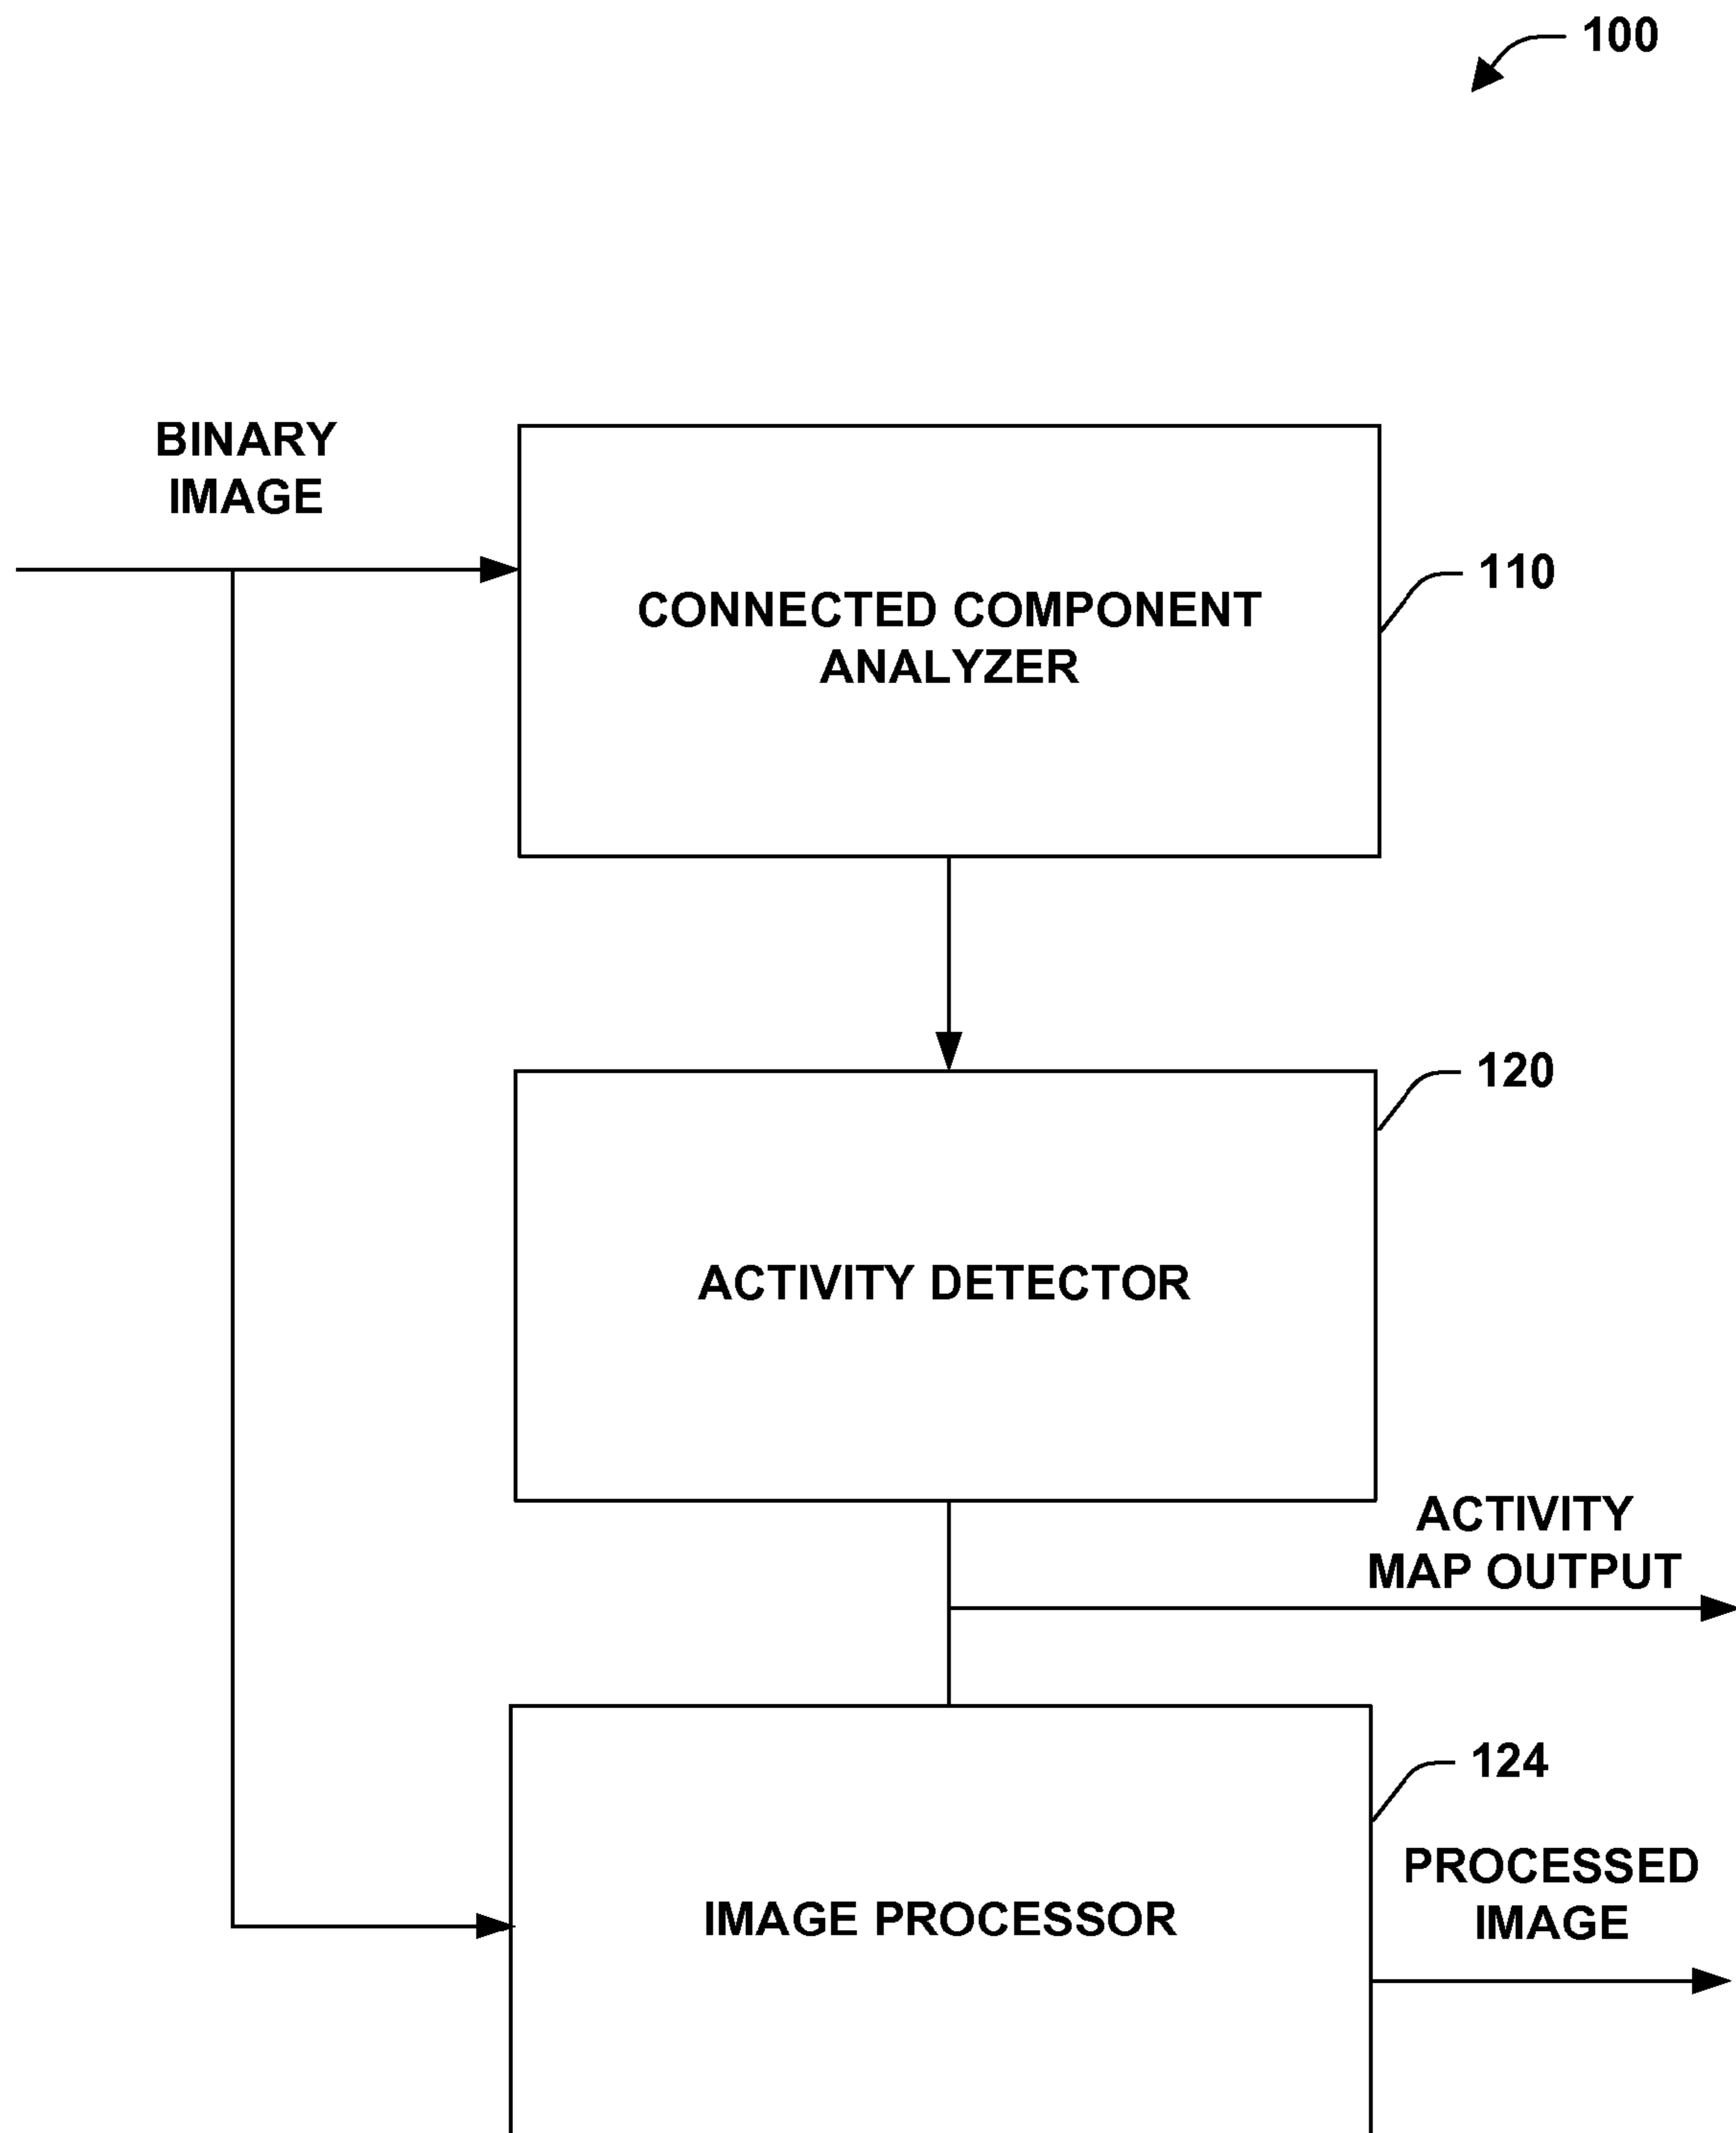 100
BINARY
IMAGE
CONNECTED COMPONENT
ANALYZER
110
120
ACTIVITY DETECTOR
ACTIVITY
MAP OUTPUT
124
PROCESSED
IMAGE
IMAGE PROCESSOR